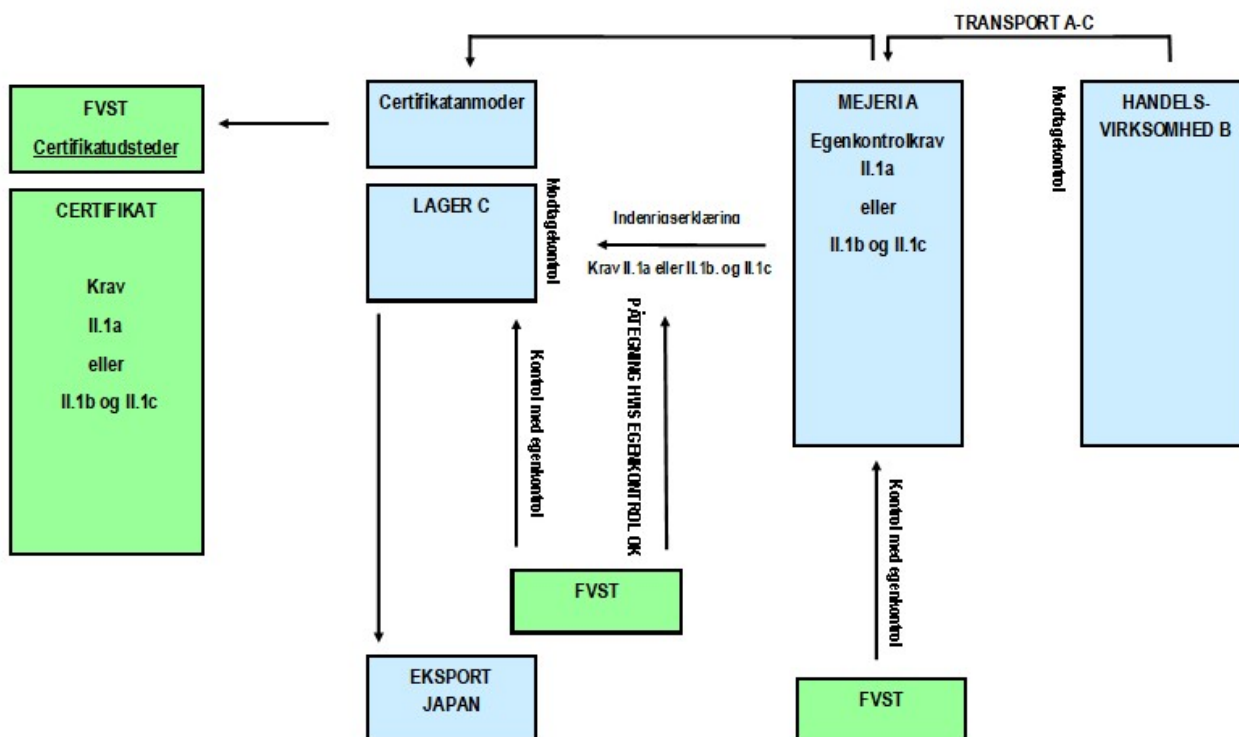 TRANSPORT A-C
FVST
Certifikatudsteder
CERTIFIKAT
Krav
II.1a
eller
II.1b og II.1c
Certifikatanmoder
LAGER C
Modtagekontrol
Indenrigserklæring
Krav II.1a eller II.1b. og II.1c
MEJERI A
Egenkontrolkrav
II.1a
eller
II.1b og II.1c
Modtagekontrol
HANDELS-
VIRKSOMHED B
Kontrol med egenkontrol
PÅTEGNING HVIS EGENKONTROL OK
Kontrol med egenkontrol
FVST
EKSPORT
JAPAN
FVST